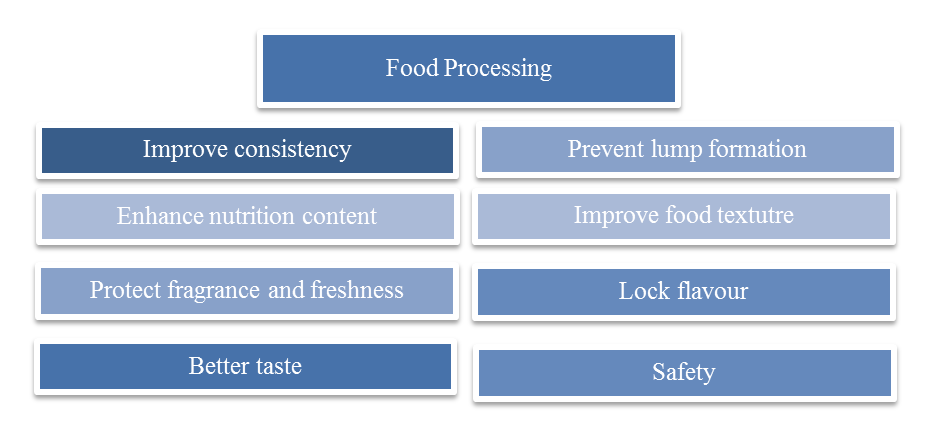 Food Processing
Improve consistency
Prevent lump formation
Enhance nutrition content
Improve food textutre
Protect fragrance and freshness
Lock flavour
Better taste
Safety